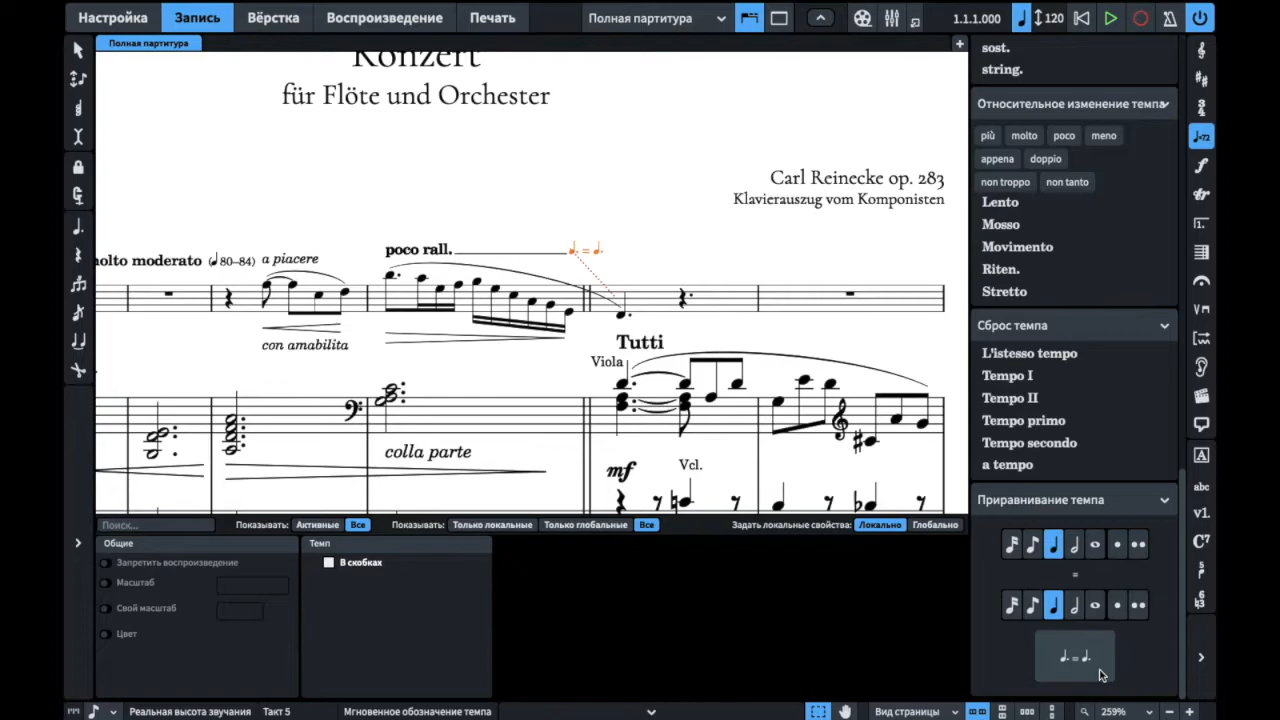 Настройка Запись Вёрстка Воспроизведение Печать Полная партитура 1.1.1.000 120
Полная партитура
Konzert
für Flöte und Orchester
Carl Reinecke op. 283
Klavierauszug vom Komponisten
molto moderato (80–84) a piacere
poco rall. =
con amabilita
Tutti
Viola
colla parte
mf
Vcl.
sost.
string.
Относительное изменение темпа
più molto poco meno
appena doppio
non troppo non tanto
Lento
Mosso
Movimento
Riten.
Stretto
Сброс темпа
L'istesso tempo
Tempo I
Tempo II
Tempo primo
Tempo secondo
a tempo
Приравнивание темпа
=
=
Поиск... Показывать: Активные Все Показывать: Только локальные Только глобальные Все Задать локальные свойства: Локально Глобально
Общие
Запретить воспроизведение
Масштаб
Свой масштаб
Цвет
Темп
В скобках
Реальная высота звучания Такт 5 Мгновенное обозначение темпа Вид страницы 259%